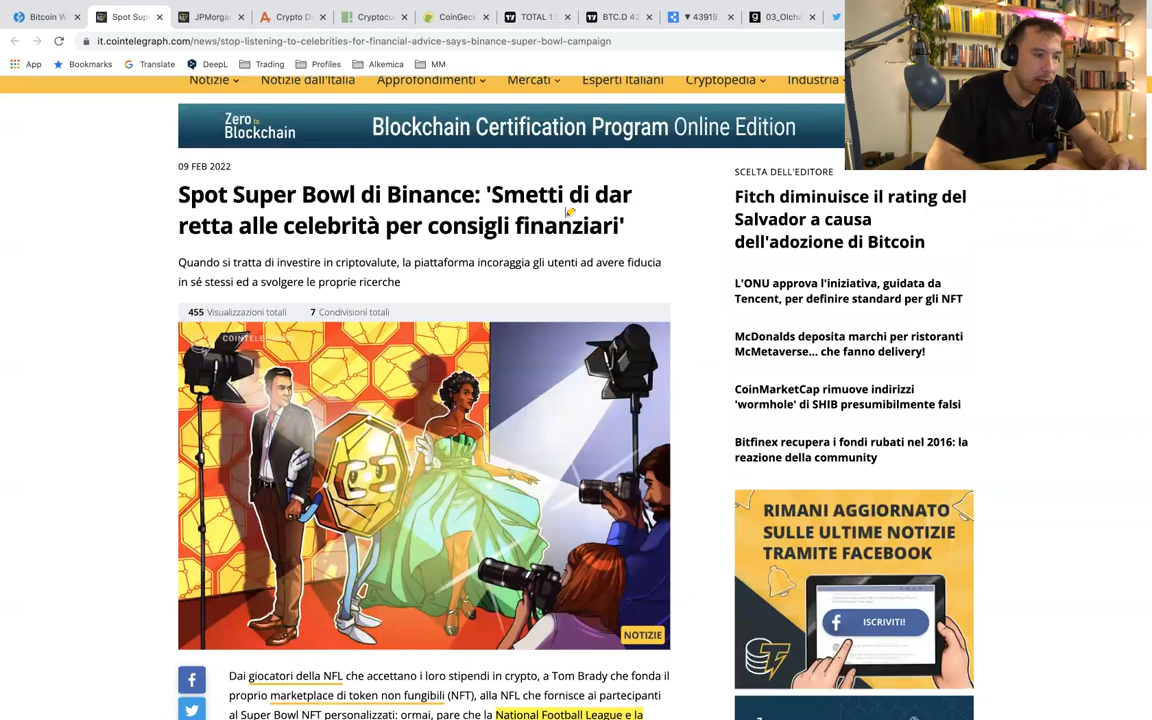 Bitcoin W
Spot Sup
JPMorga
Crypto D
Cryptocu
CoinGeck
TOTAL 1.
BTC.D 42
▼ 43919.
03_Olcha
it.cointelegraph.com/news/stop-listening-to-celebrities-for-financial-advice-says-binance-super-bowl-campaign
App
Bookmarks
Translate
DeepL
Trading
Profiles
Alkemica
MM
Notizie
Notizie dall'Italia
Approfondimenti
Mercati
Esperti Italiani
Cryptopedia
Industria
Zero to Blockchain
Blockchain Certification Program Online Edition
09 FEB 2022
Spot Super Bowl di Binance: 'Smetti di dar
retta alle celebrità per consigli finanziari'
Quando si tratta di investire in criptovalute, la piattaforma incoraggia gli utenti ad avere fiducia
in sé stessi ed a svolgere le proprie ricerche
455 Visualizzazioni totali
7 Condivisioni totali
NOTIZIE
Dai giocatori della NFL che accettano i loro stipendi in crypto, a Tom Brady che fonda il
proprio marketplace di token non fungibili (NFT), alla NFL che fornisce ai partecipanti
al Super Bowl NFT personalizzati: ormai, pare che la National Football League e la
SCELTA DELL'EDITORE
Fitch diminuisce il rating del
Salvador a causa
dell'adozione di Bitcoin
L'ONU approva l'iniziativa, guidata da
Tencent, per definire standard per gli NFT
McDonalds deposita marchi per ristoranti
McMetaverse... che fanno delivery!
CoinMarketCap rimuove indirizzi
'wormhole' di SHIB presumibilmente falsi
Bitfinex recupera i fondi rubati nel 2016: la
reazione della community
RIMANI AGGIORNATO
SULLE ULTIME NOTIZIE
TRAMITE FACEBOOK
ISCRIVITI!